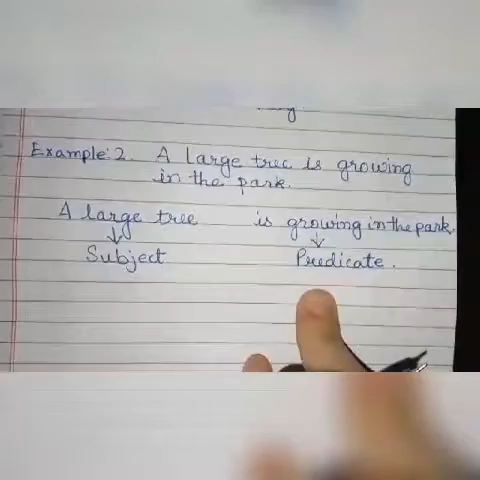 Example: 2. A large tree is growing
in the park.
A large tree is growing in the park.
Subject Predicate.